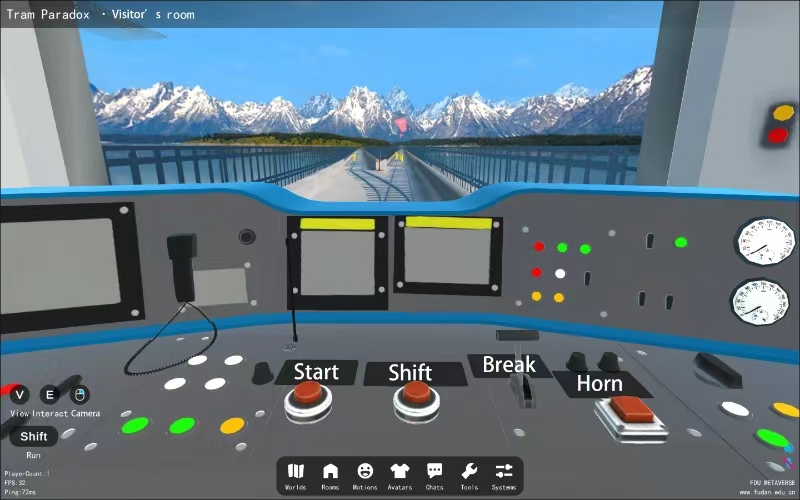 Tram Paradox · Visitor's room
Start
Shift
Break
Horn
V E
View Interact Camera
Shift
Run
PlayerCount:1
FPS:32
Ping:72ms
Worlds Rooms Motions Avatars Chats Tools Systems
FDU METAVERSE
www.fudan.edu.cn